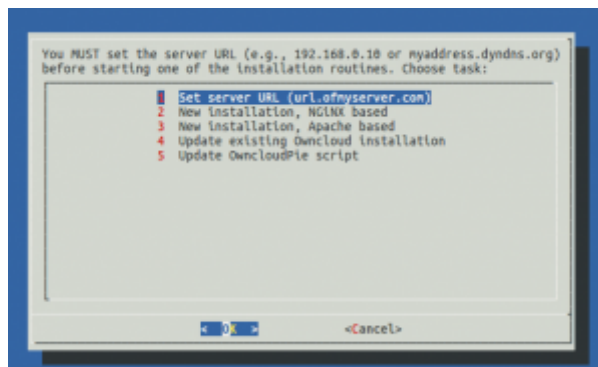 You MUST set the server URL (e.g., 192.168.0.10 or myaddress.dyndns.org)
before starting one of the installation routines. Choose task:
1 Set server URL (url.ofmyserver.com)
2 New installation, NGiNX based
3 New installation, Apache based
4 Update existing Owncloud installation
5 Update OwncloudPie script
< OK > <Cancel>